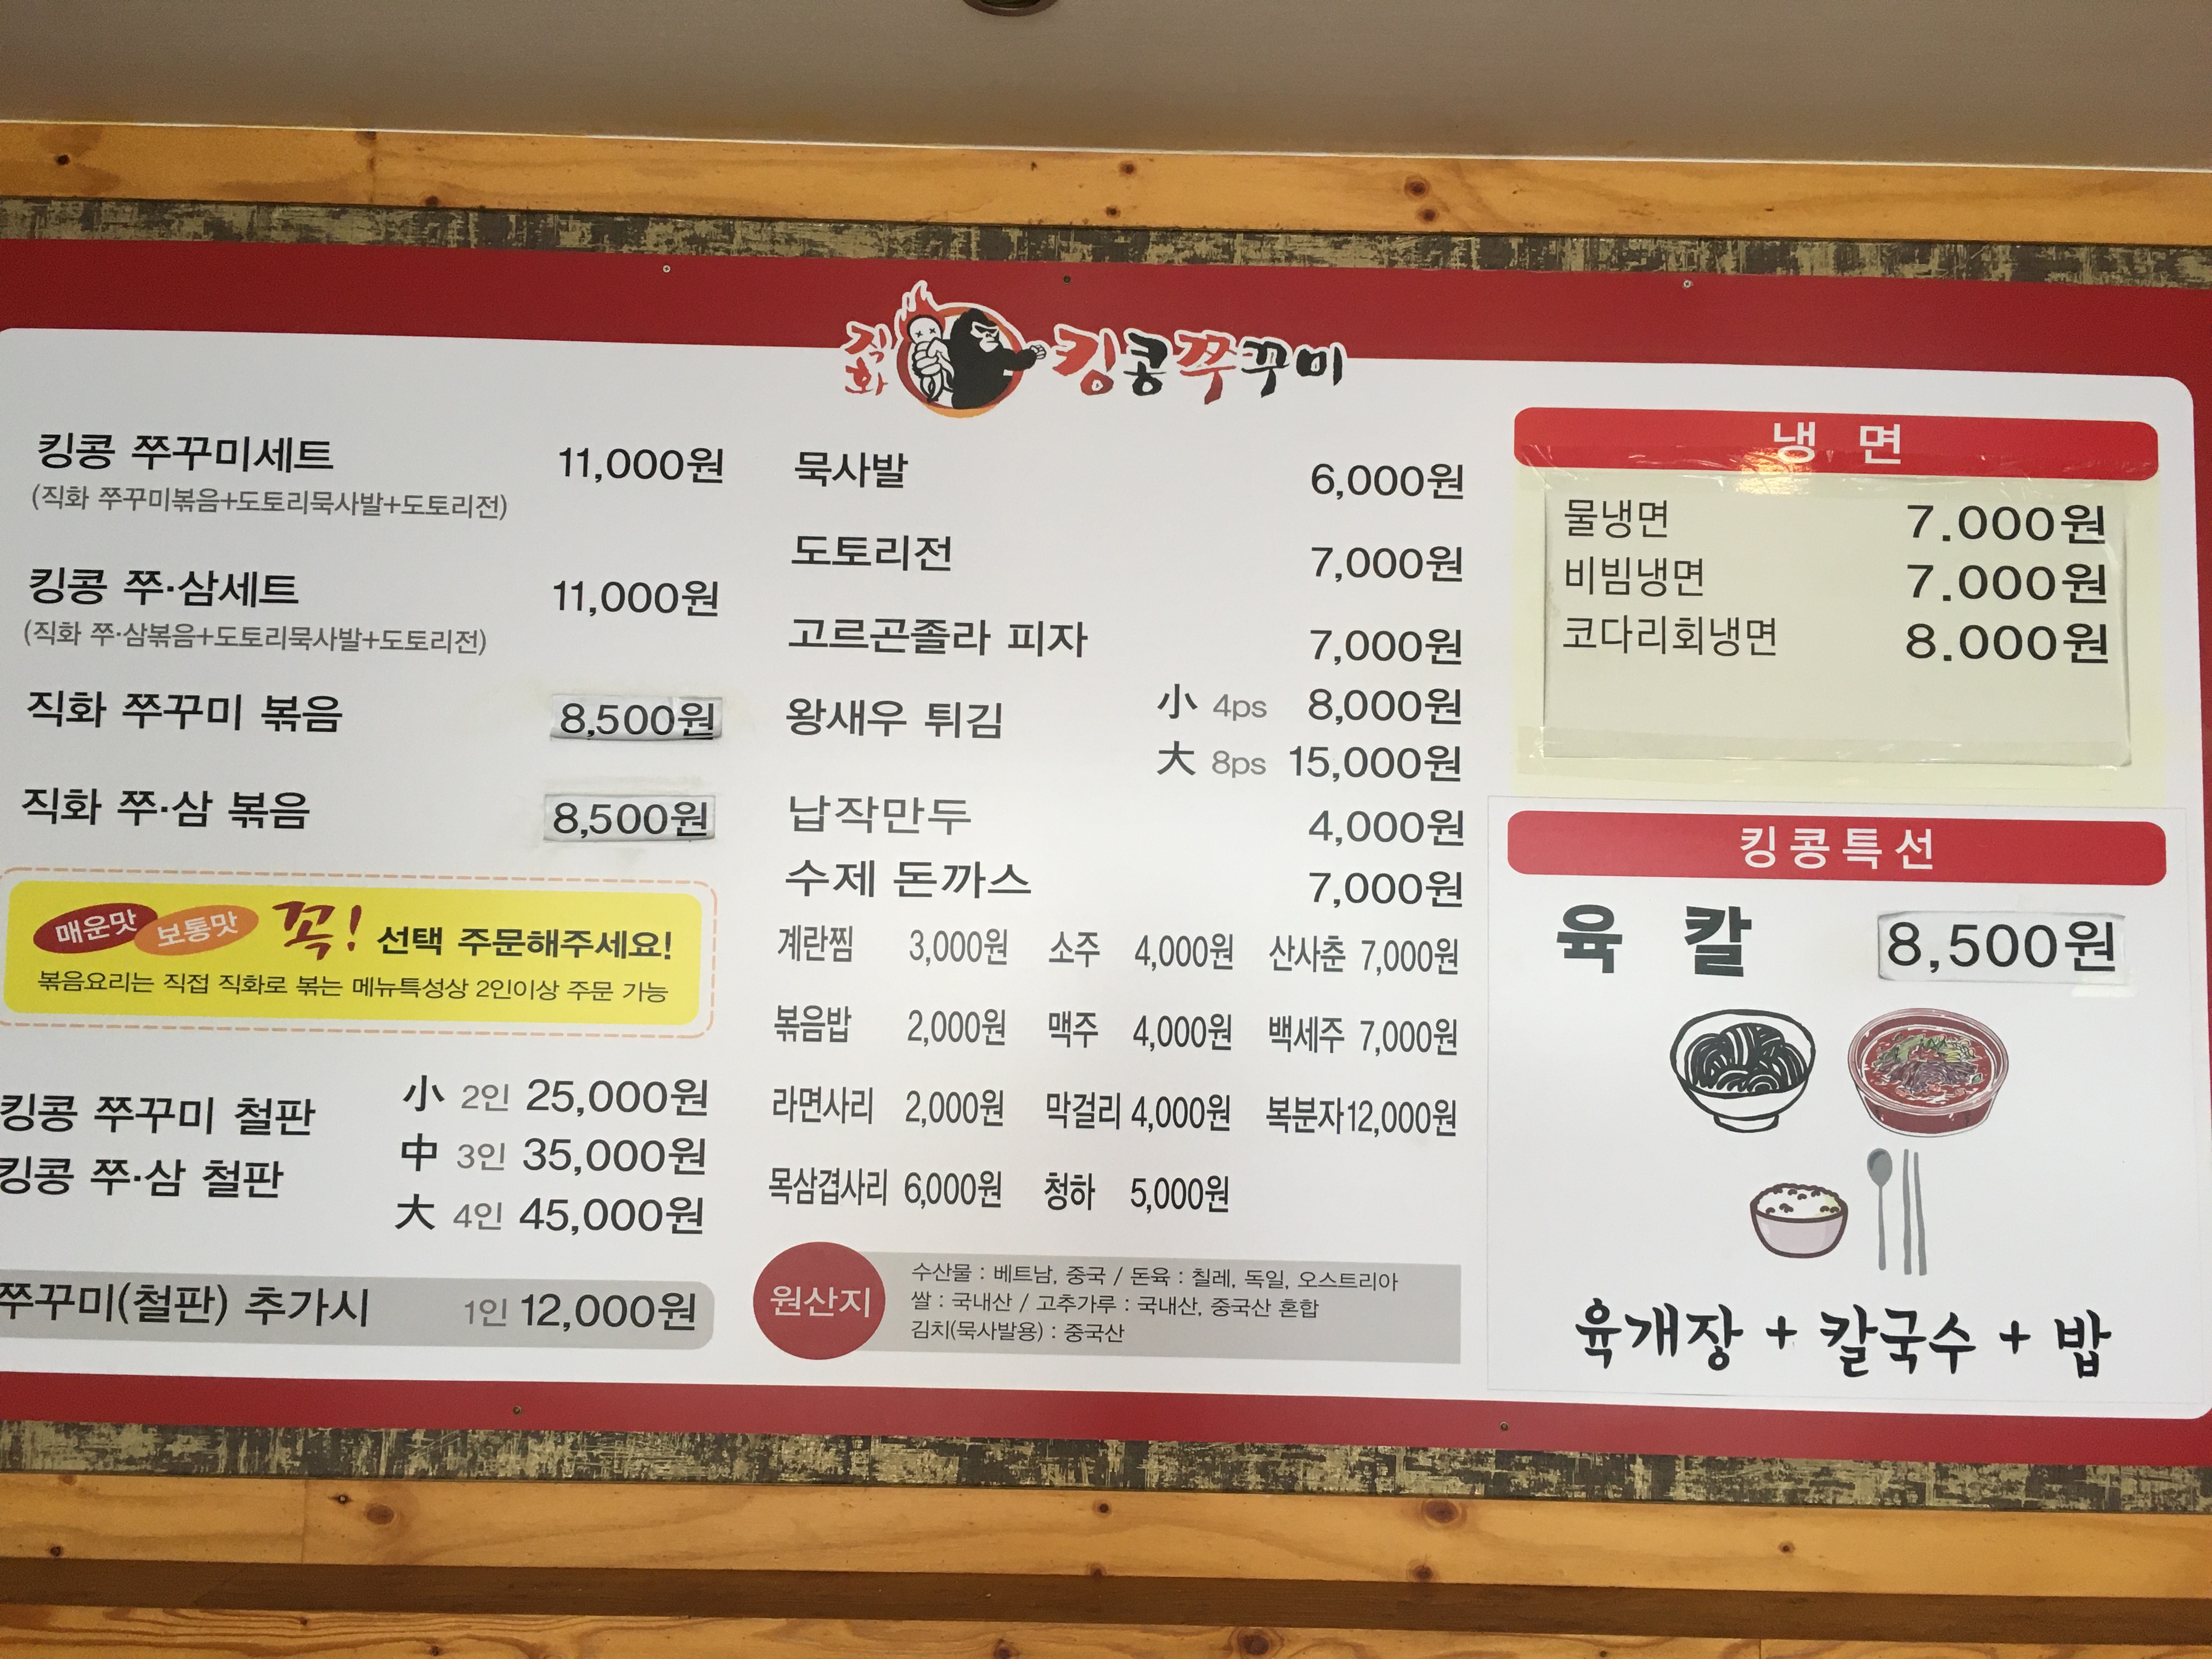 직화 킹콩쭈꾸미
킹콩 쭈꾸미세트 11,000원
(직화 쭈꾸미볶음+도토리묵사발+도토리전)
킹콩 쭈·삼세트 11,000원
(직화 쭈·삼볶음+도토리묵사발+도토리전)
직화 쭈꾸미 볶음 8,500원
직화 쭈·삼 볶음 8,500원
매운맛 보통맛 꼭! 선택 주문해주세요!
볶음요리는 직접 직화로 볶는 메뉴특성상 2인이상 주문 가능
킹콩 쭈꾸미 철판
킹콩 쭈·삼 철판
小 2인 25,000원
中 3인 35,000원
大 4인 45,000원
쭈꾸미(철판) 추가시 1인 12,000원
묵사발 6,000원
도토리전 7,000원
고르곤졸라 피자 7,000원
왕새우 튀김 小 4ps 8,000원
大 8ps 15,000원
납작만두 4,000원
수제 돈까스 7,000원
계란찜 3,000원 소주 4,000원 산사춘 7,000원
볶음밥 2,000원 맥주 4,000원 백세주 7,000원
라면사리 2,000원 막걸리 4,000원 복분자 12,000원
목삼겹사리 6,000원 청하 5,000원
원산지
수산물 : 베트남, 중국 / 돈육 : 칠레, 독일, 오스트리아
쌀 : 국내산 / 고추가루 : 국내산, 중국산 혼합
김치(묵사발용) : 중국산
냉 면
물냉면 7.000원
비빔냉면 7.000원
코다리회냉면 8.000원
킹콩특선
육 칼 8,500원
육개장 + 칼국수 + 밥